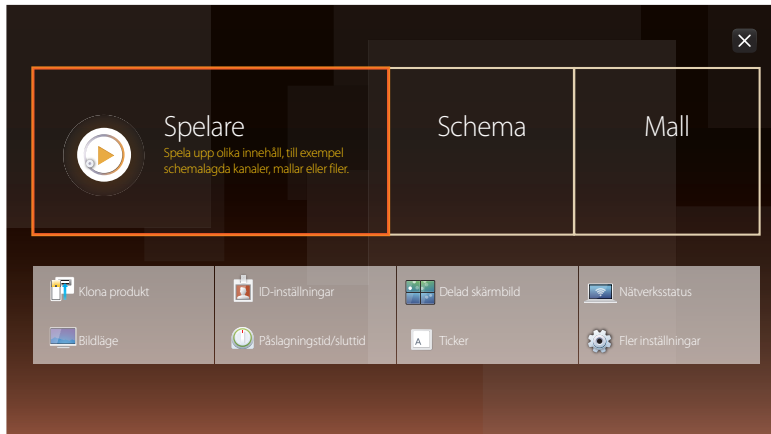 Spelare
Spela upp olika innehåll, till exempel
schemalagda kanaler, mallar eller filer.
Schema
Mall
Klona produkt
ID-inställningar
Delad skärmbild
Nätverksstatus
Bildläge
Påslagningstid/sluttid
A
Ticker
Fler inställningar